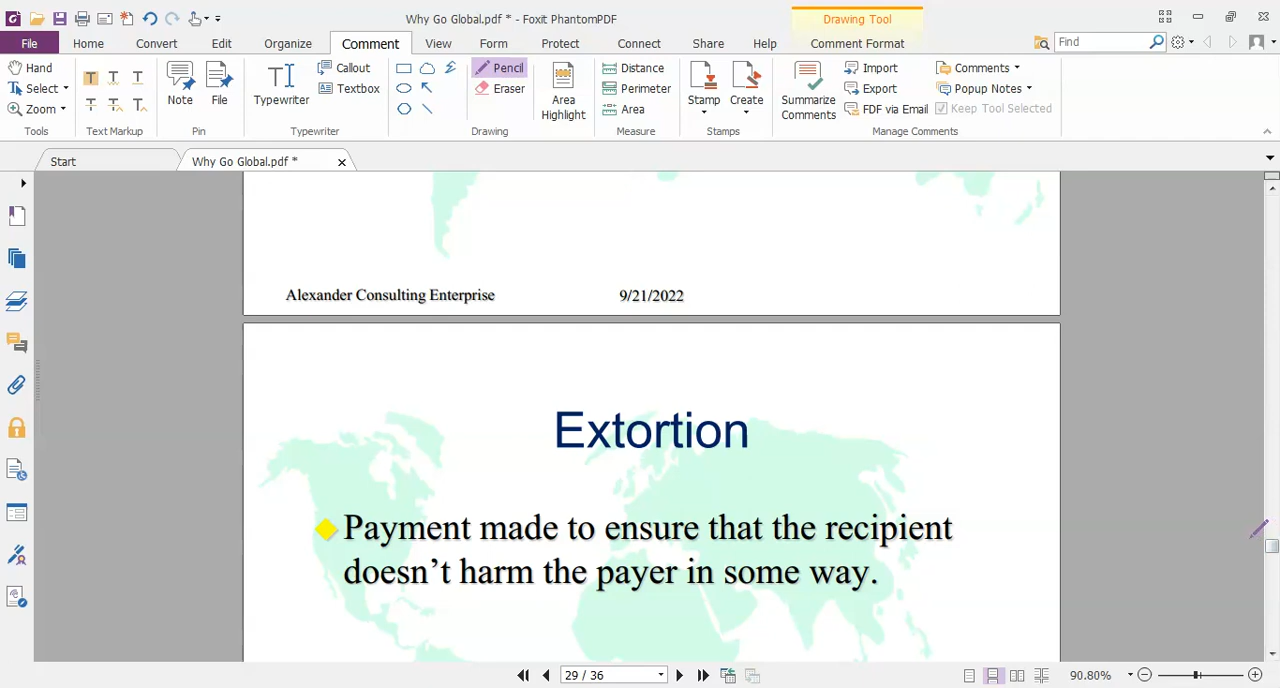 Why Go Global.pdf * - Foxit PhantomPDF
Drawing Tool
File Home Convert Edit Organize Comment View Form Protect Connect Share Help Comment Format Find
Hand
Select
Zoom
Tools
Text Markup
Note File
Pin
Typewriter
Callout
Textbox
Typewriter
Pencil
Eraser
Drawing
Area Highlight
Distance
Perimeter
Area
Measure
Stamp Create
Stamps
Summarize Comments
Import
Export
FDF via Email
Comments
Popup Notes
Keep Tool Selected
Manage Comments
Start Why Go Global.pdf *
Alexander Consulting Enterprise 9/21/2022
Extortion
Payment made to ensure that the recipient
doesn't harm the payer in some way.
29 / 36 90.80%